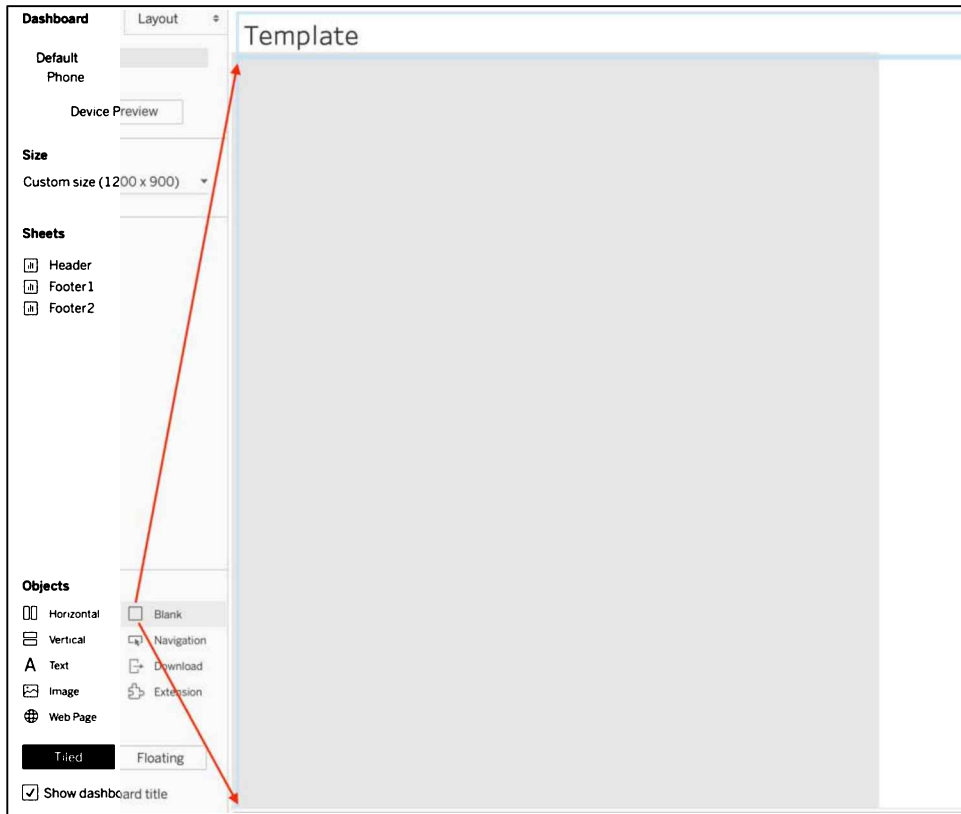 Dashboard Layout
Template
Default
Phone
Device Preview
Size
Custom size (1200 x 900)
Sheets
Header
Footer1
Footer2
Objects
Horizontal Blank
Vertical Navigation
A Text Download
Image Extension
Web Page
Tiled Floating
Show dashboard title